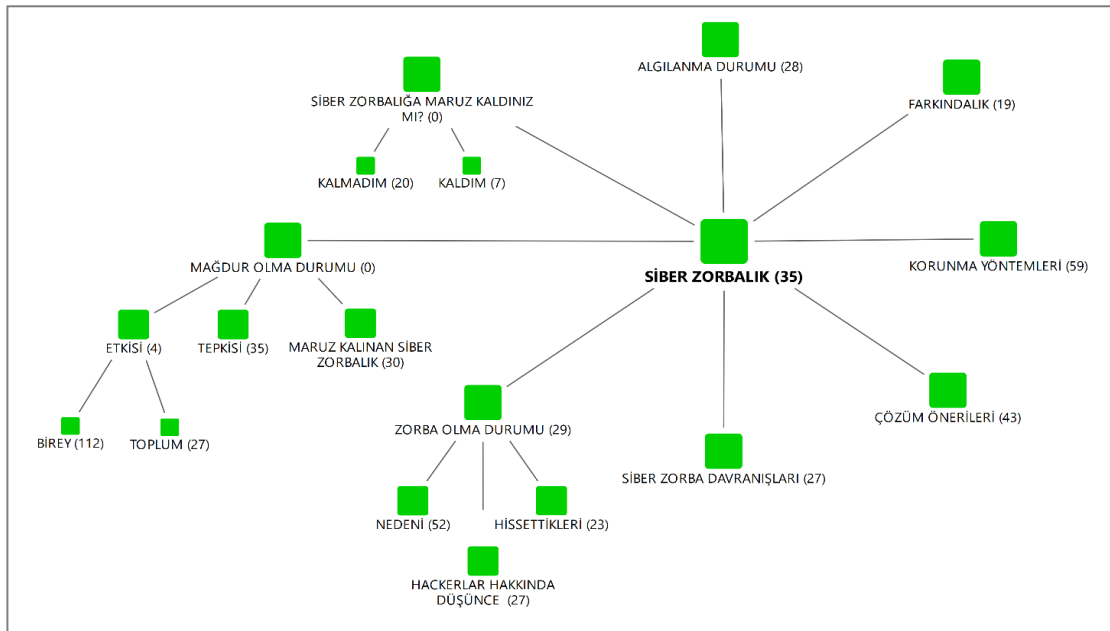 ALGILANMA DURUMU (28)
FARKINDALIK (19)
SİBER ZORBALIĞA MARUZ KALDINIZ
MI? (0)
KALMADIM (20)
KALDIM (7)
MAĞDUR OLMA DURUMU (0)
SİBER ZORBALIK (35)
KORUNMA YÖNTEMLERİ (59)
ETKİSİ (4)
TEPKİSİ (35)
MARUZ KALINAN SİBER
ZORBALIK (30)
BİREY (112)
TOPLUM (27)
ZORBA OLMA DURUMU (29)
ÇÖZÜM ÖNERİLERİ (43)
SİBER ZORBA DAVRANIŞLARI (27)
NEDENİ (52)
HİSSETTİKLERİ (23)
HACKERLAR HAKKINDA
DÜŞÜNCE (27)